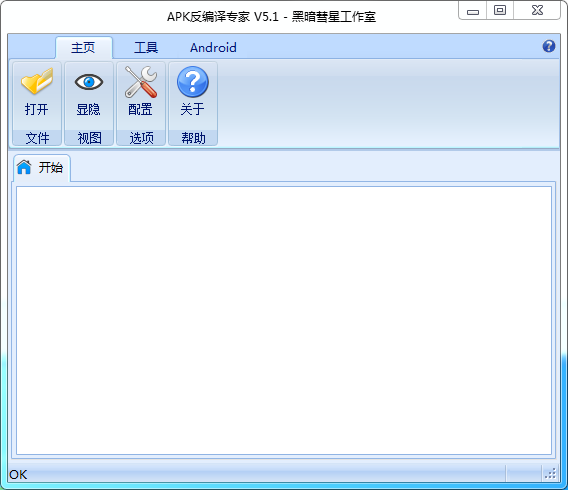 APK反编译专家 V5.1 - 黑暗彗星工作室
主页 工具 Android
打开 显隐 配置 关于
文件 视图 选项 帮助
开始
OK